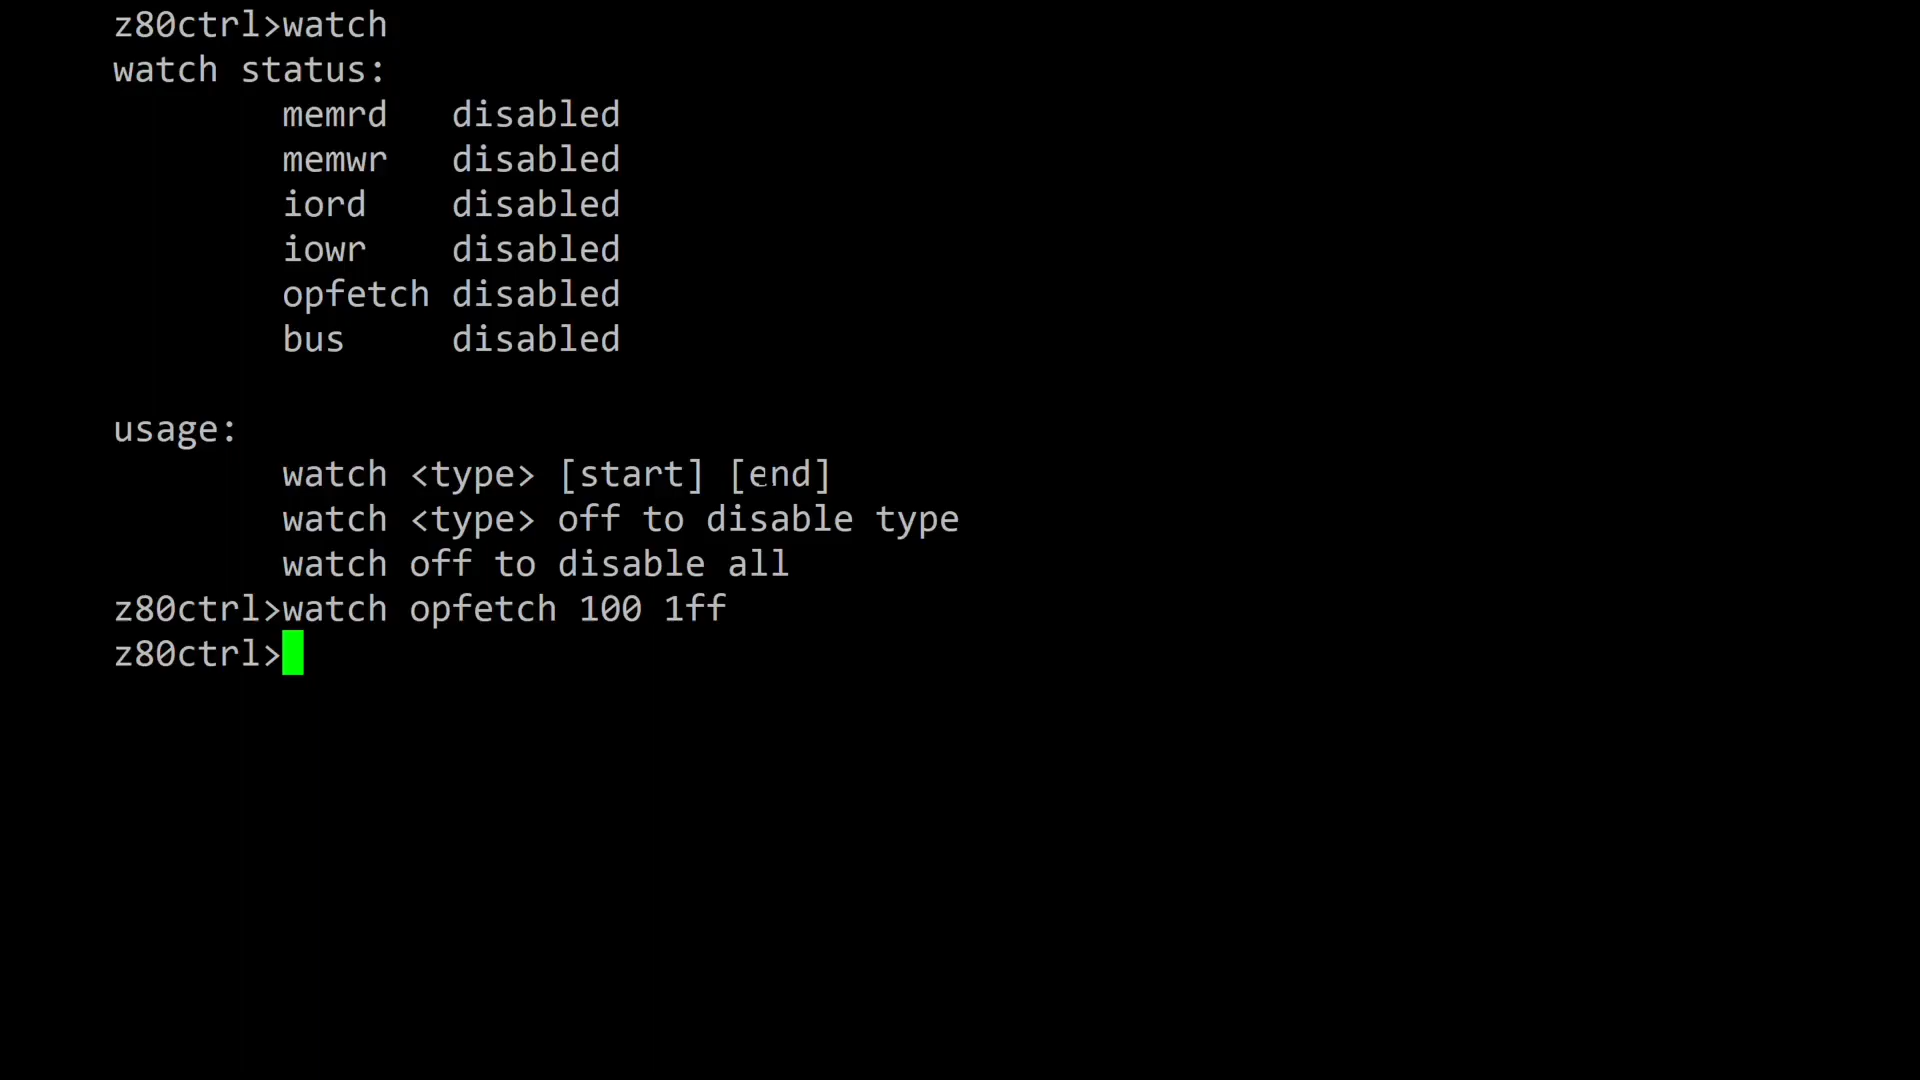 z80ctrl>watch
watch status:
        memrd   disabled
        memwr   disabled
        iord    disabled
        iowr    disabled
        opfetch disabled
        bus     disabled

usage:
        watch <type> [start] [end]
        watch <type> off to disable type
        watch off to disable all
z80ctrl>watch opfetch 100 1ff
z80ctrl>